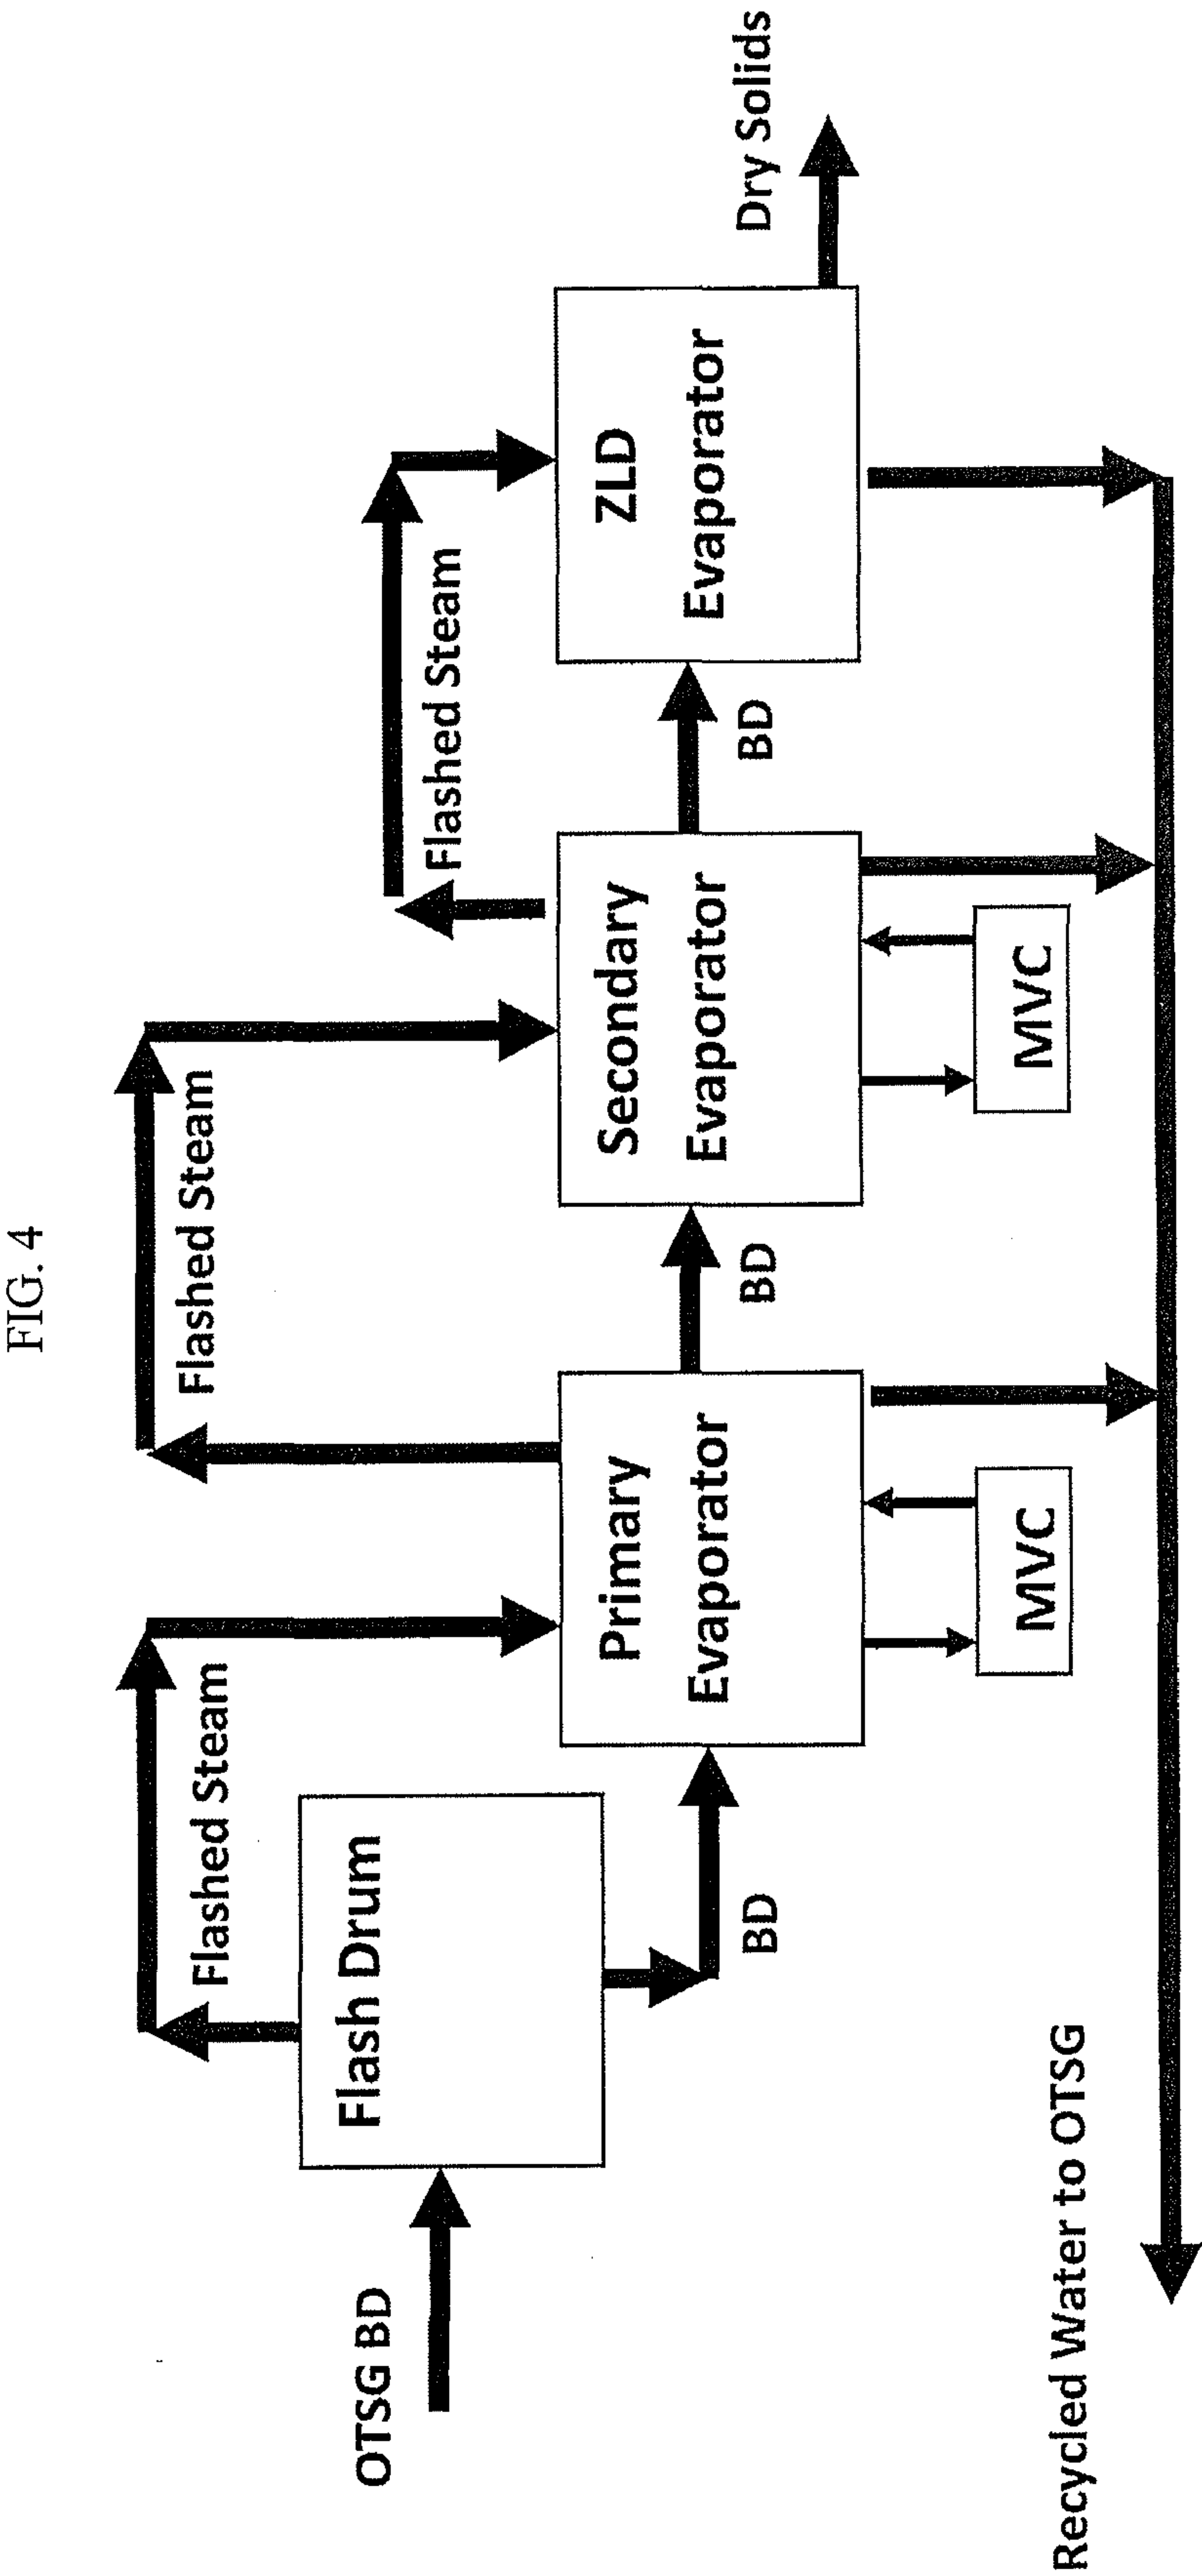 FIG. 4
Flashed Steam
Flashed Steam
Flashed Steam
OTSG BD
Flash Drum
BD
Primary
Evaporator
BD
Secondary
Evaporator
BD
ZLD
Evaporator
Dry Solids
MVC
MVC
Recycled Water to OTSG